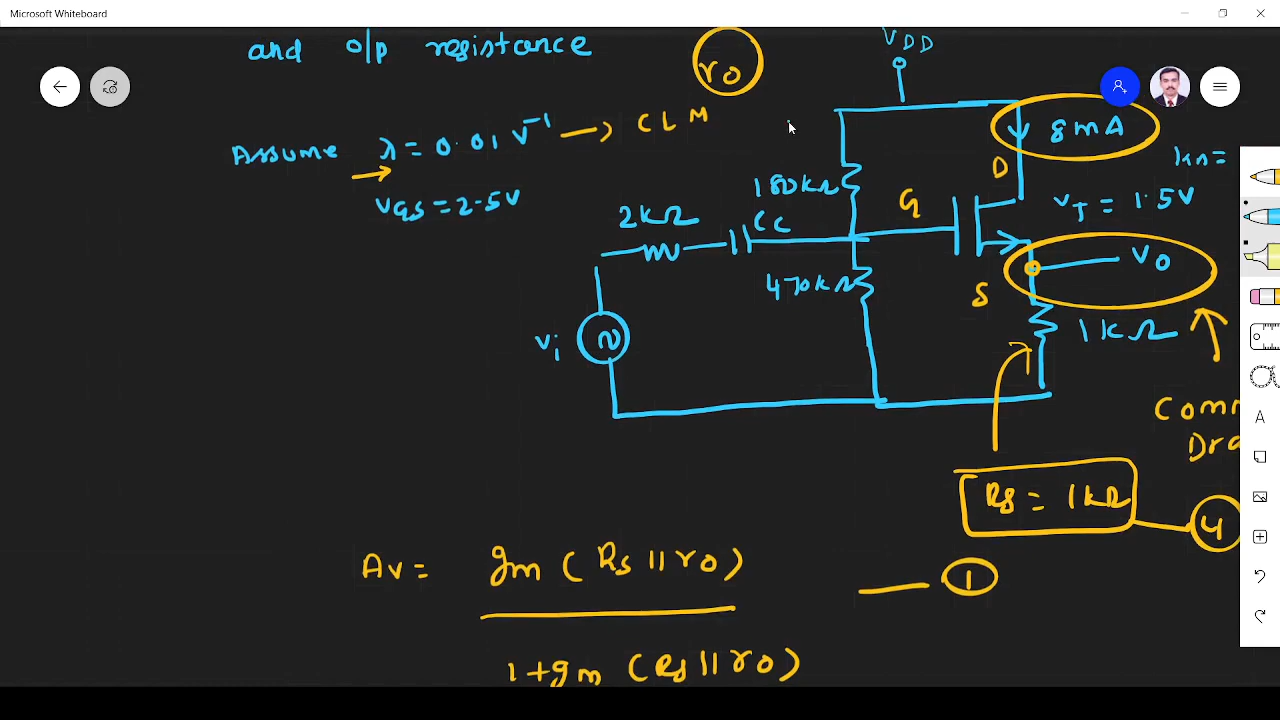 Microsoft Whiteboard
and o/p resistance
ro
VDD
Assume λ = 0.01 V⁻¹ → CLM
8mA
kn=
D
VGS = 2.5V
180kΩ
G
VT = 1.5V
2kΩ
CC
Vo
470kΩ
S
vi
1kΩ
Rs = 1kΩ
4
Av = gm (Rs || ro)
1
1+gm (Rs || ro)